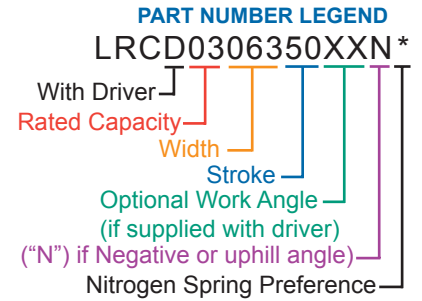 PART NUMBER LEGEND
LRCD0306350XXN*
With Driver
Rated Capacity
Width
Stroke
Optional Work Angle
(if supplied with driver)
("N") if Negative or uphill angle)
Nitrogen Spring Preference